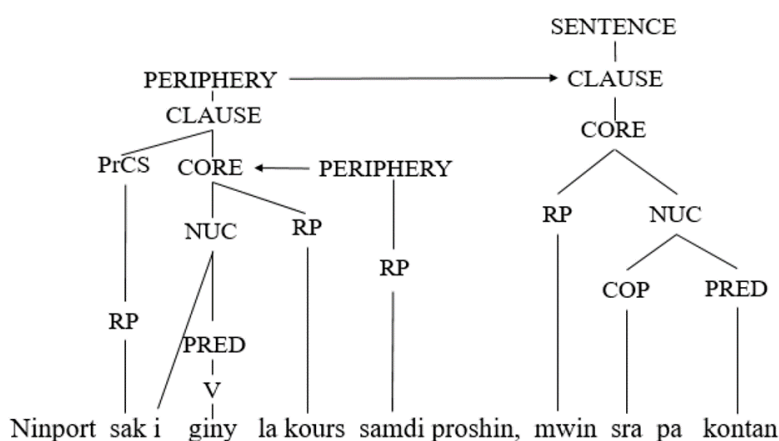 SENTENCE
PERIPHERY CLAUSE
CLAUSE
CORE
PrCS CORE PERIPHERY
RP NUC
NUC RP
RP
COP PRED
RP
PRED
V
Ninport sak i giny la kours samdi proshin, mwin sra pa kontan